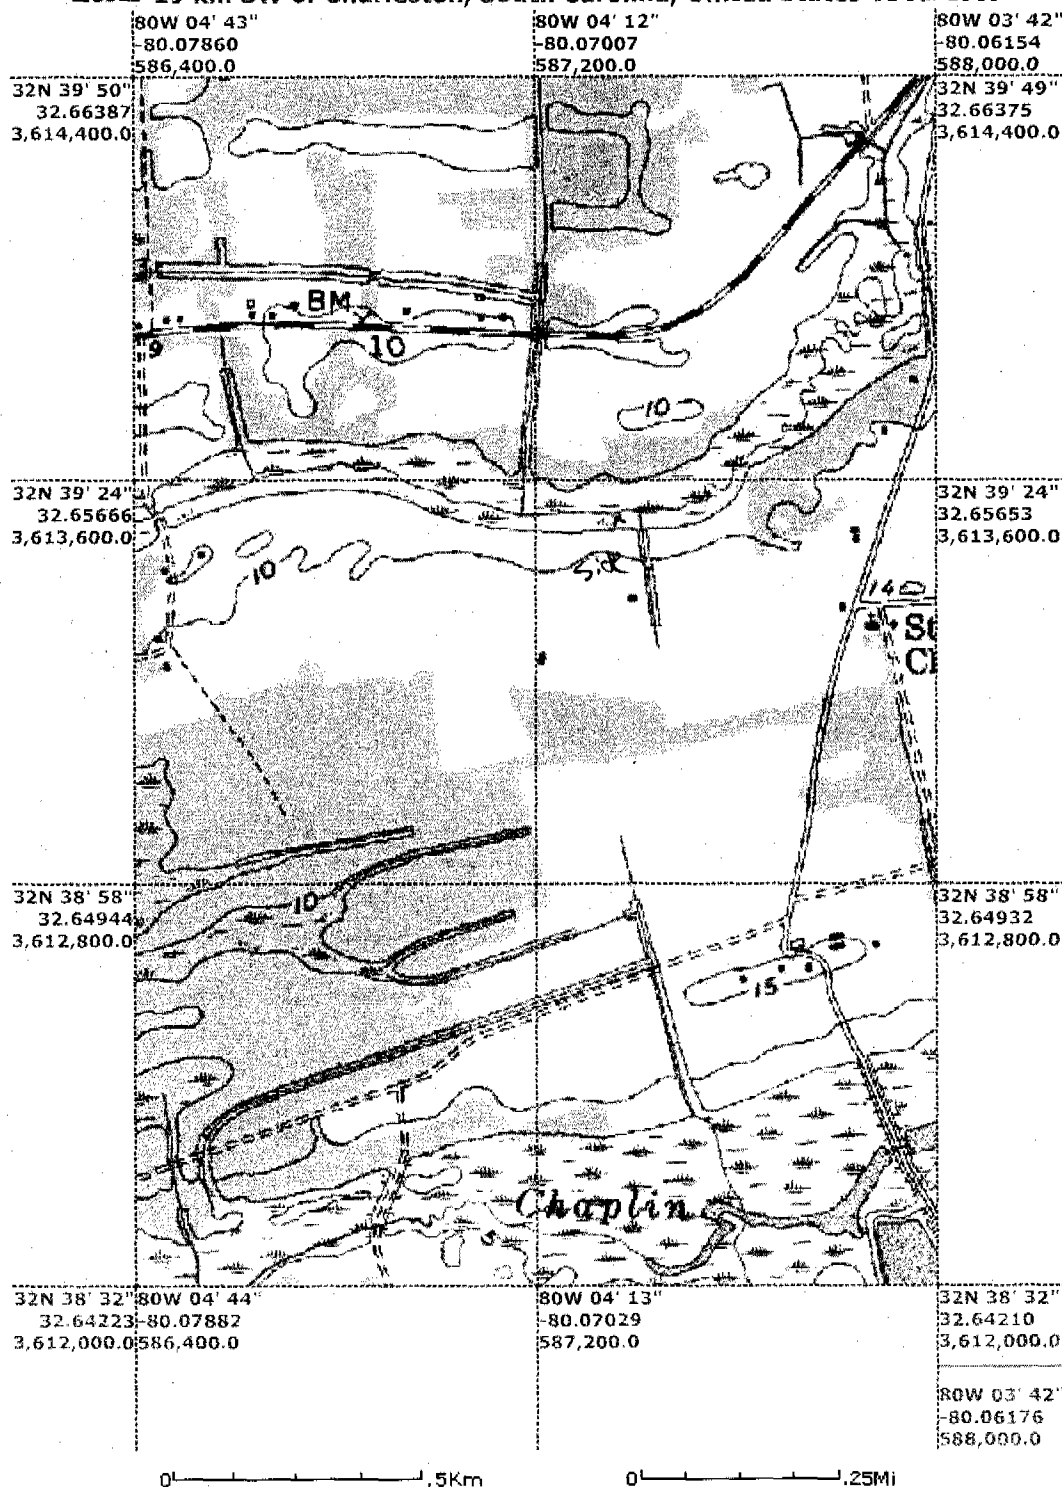 80W 04' 43"
-80.07860
586,400.0
80W 04' 12"
-80.07007
587,200.0
80W 03' 42"
-80.06154
588,000.0
32N 39' 50"
32.66387
3,614,400.0
32N 39' 49"
32.66375
3,614,400.0
BM
9
10
10
32N 39' 24"
32.65666
3,613,600.0
32N 39' 24"
32.65653
3,613,600.0
10
14
32N 38' 58"
32.64944
3,612,800.0
10
32N 38' 58"
32.64932
3,612,800.0
15
Chaplin
5
32N 38' 32"
32.64223
3,612,000.0
80W 04' 44"
-80.07882
586,400.0
80W 04' 13"
-80.07029
587,200.0
32N 38' 32"
32.64210
3,612,000.0
80W 03' 42"
-80.06176
588,000.0
0 .5Km
0 .25Mi